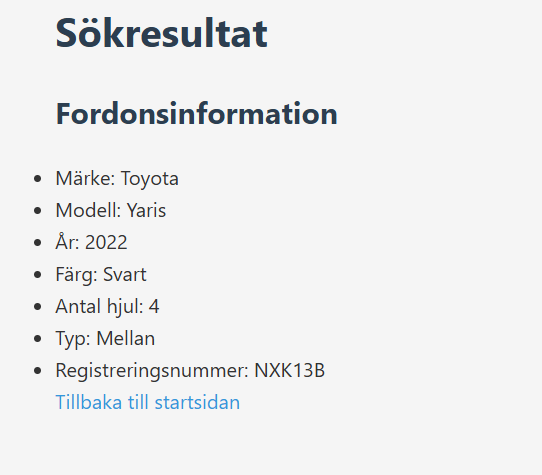 Sökresultat
Fordonsinformation
Märke: Toyota
Modell: Yaris
År: 2022
Färg: Svart
Antal hjul: 4
Typ: Mellan
Registreringsnummer: NXK13B
Tillbaka till startsidan